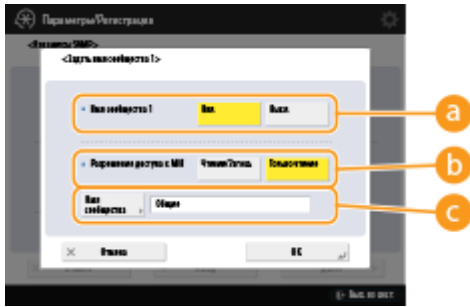 Параметры/Регистрация
<Параметры SNMP>
<Задать имя сообщества 1>
Имя сообщества 1 Вкл. Выкл.
a
Разрешение доступа к MIB Чтение/Запись Только чтение
b
Имя сообщества Общее
c
Отмена OK